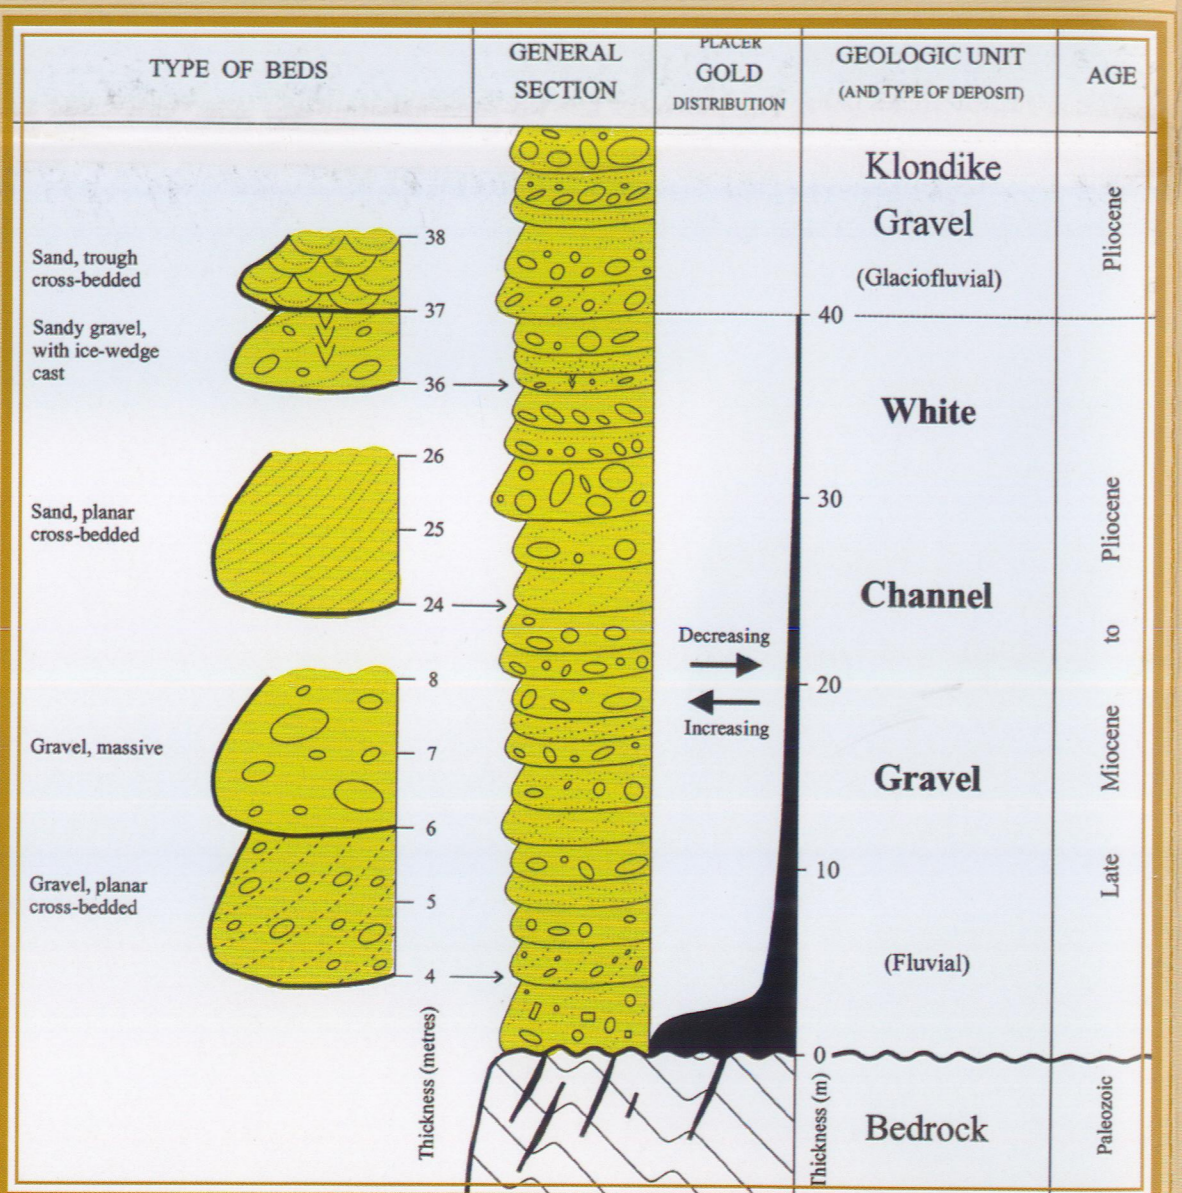 TYPE OF BEDS
GENERAL
SECTION
PLACER
GOLD
DISTRIBUTION
GEOLOGIC UNIT
(AND TYPE OF DEPOSIT)
AGE
Sand, trough
cross-bedded
Sandy gravel,
with ice-wedge
cast
38
37
36
Sand, planar
cross-bedded
26
25
24
Gravel, massive
8
7
6
Gravel, planar
cross-bedded
5
4
Thickness (metres)
Decreasing
Increasing
40
30
20
10
0
Thickness (m)
Klondike
Gravel
(Glaciofluvial)
White
Channel
Gravel
(Fluvial)
Bedrock
Pliocene
Late Miocene to Pliocene
Paleozoic